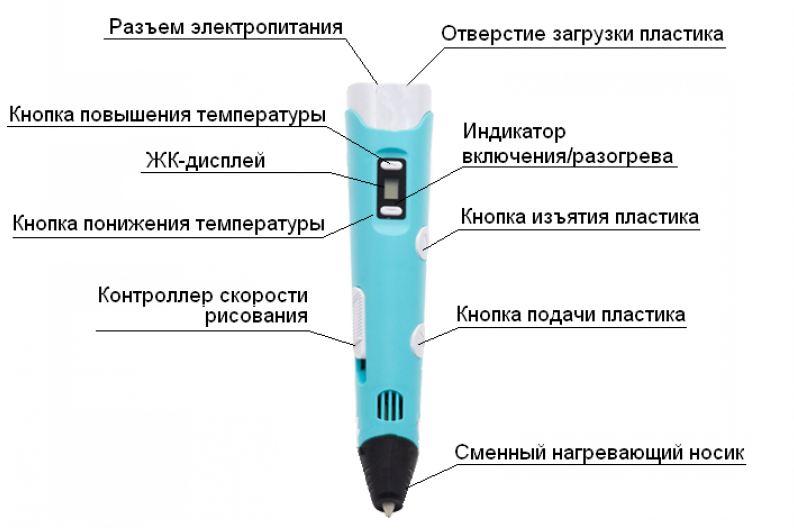 Разъем электропитания
Отверстие загрузки пластика
Кнопка повышения температуры
Индикатор
включения/разогрева
ЖК-дисплей
Кнопка понижения температуры
Кнопка изъятия пластика
Контроллер скорости
рисования
Кнопка подачи пластика
Сменный нагревающий носик